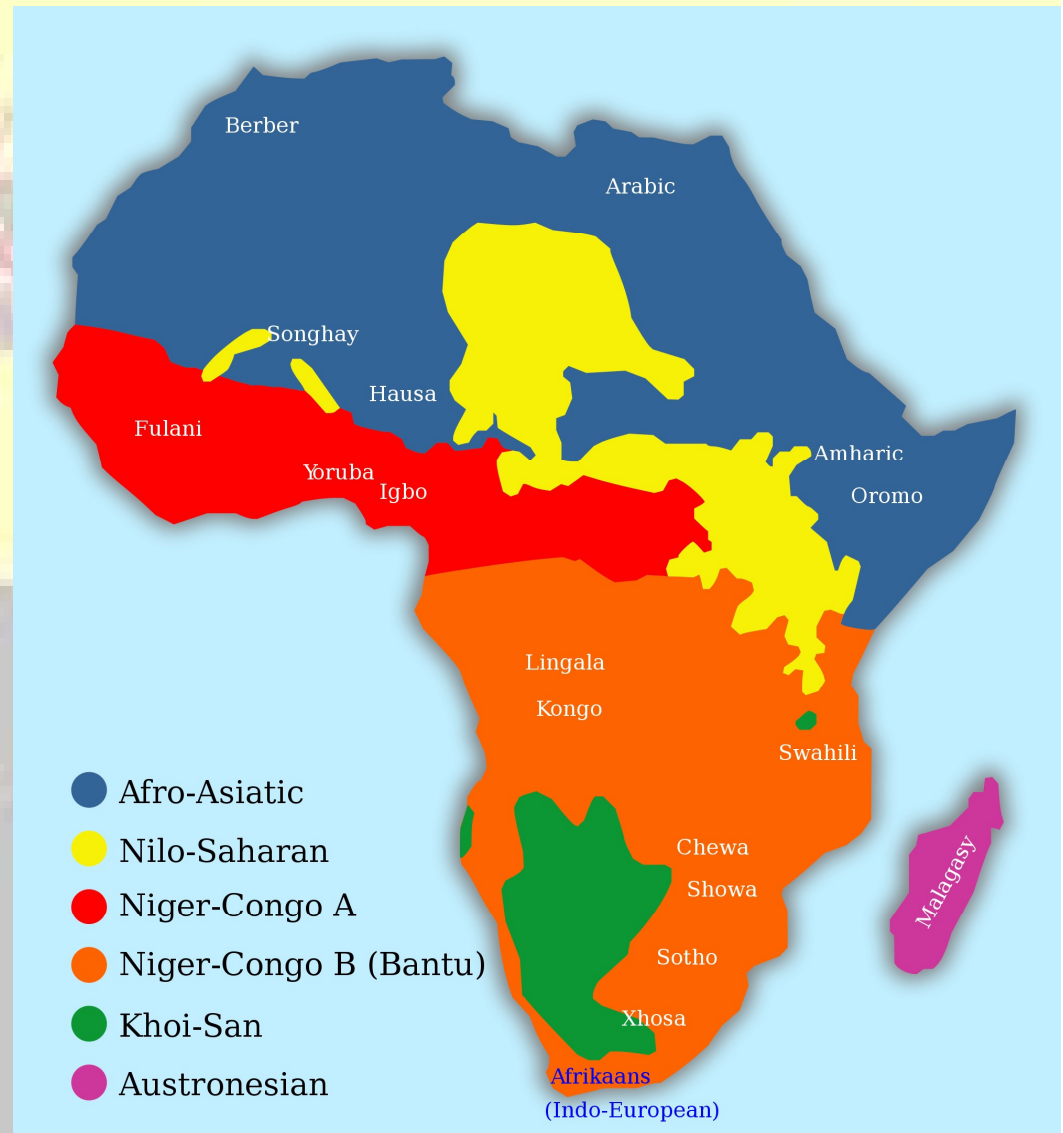 Berber
Arabic
Songhay
Hausa
Fulani
Amharic
Yoruba
Igbo
Oromo
Lingala
Kongo
Swahili
Afro-Asiatic
Nilo-Saharan
Niger-Congo A
Niger-Congo B (Bantu)
Khoi-San
Austronesian
Chewa
Showa
Malagasy
Sotho
Xhosa
Afrikaans
(Indo-European)